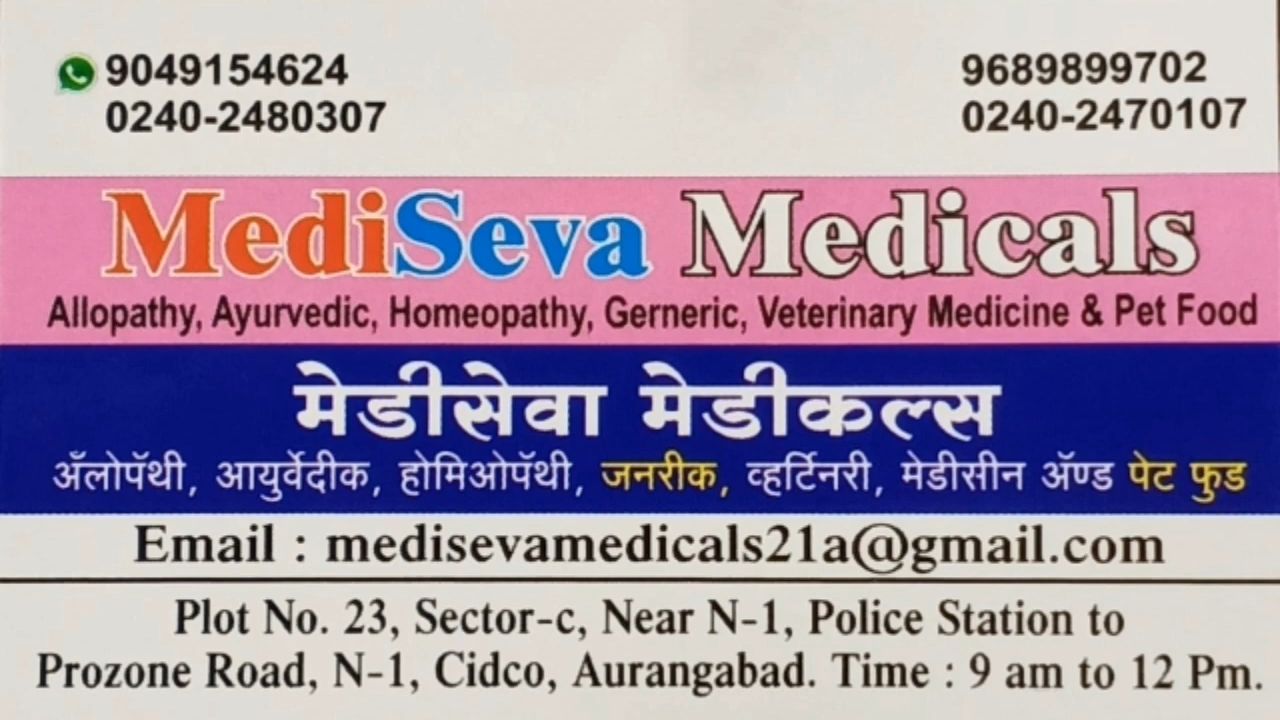 9049154624
0240-2480307
9689899702
0240-2470107
MediSeva Medicals
Allopathy, Ayurvedic, Homeopathy, Gerneric, Veterinary Medicine & Pet Food
मेडीसेवा मेडीकल्स
ॲलोपॅथी, आयुर्वेदीक, होमिओपॅथी, जनरीक, व्हर्टिनरी, मेडीसीन ॲण्ड पेट फुड
Email : medisevamedicals21a@gmail.com
Plot No. 23, Sector-c, Near N-1, Police Station to
Prozone Road, N-1, Cidco, Aurangabad. Time : 9 am to 12 Pm.